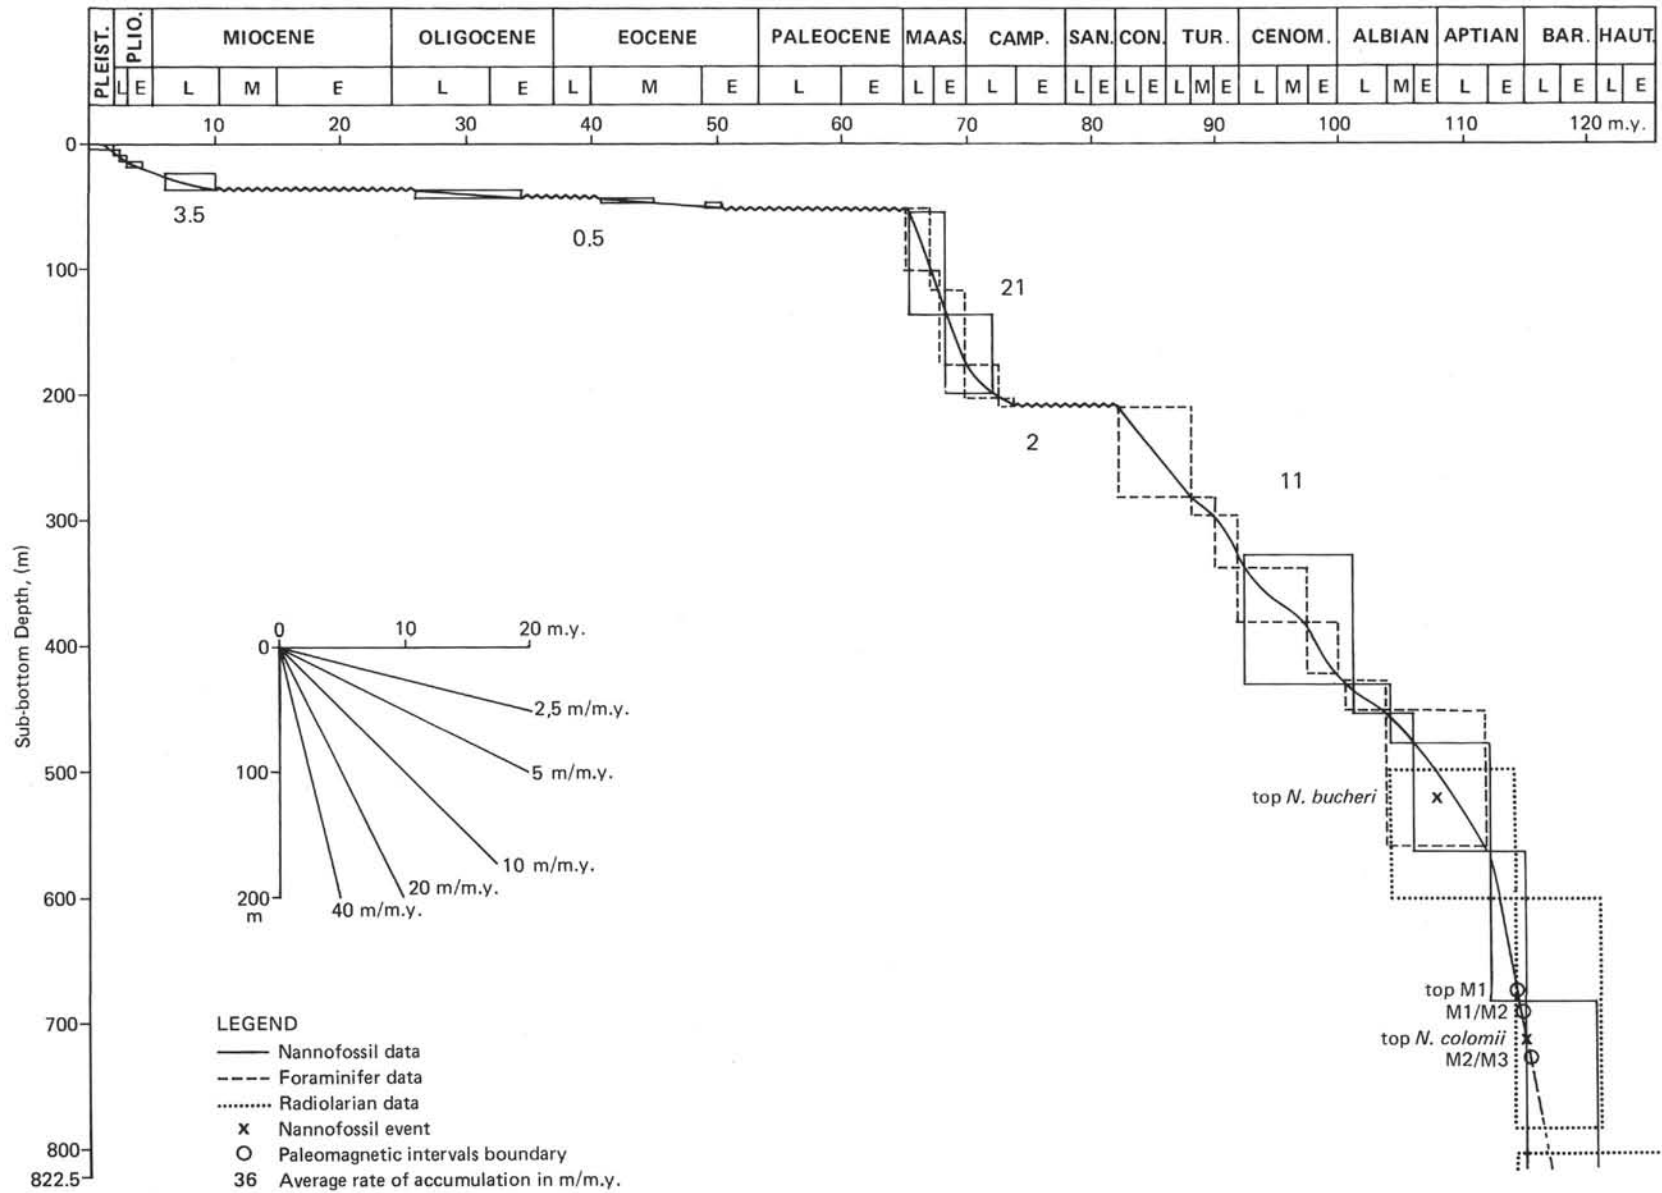 PLEIST. PLIO. MIOCENE OLIGOCENE EOCENE PALEOCENE MAAS. CAMP. SAN. CON. TUR. CENOM. ALBIAN APTIAN BAR. HAUT.
L E L M E L E L M E L E L E L E L E L E L M E L M E L M E L E L E L E
10 20 30 40 50 60 70 80 90 100 110 120 m.y.
0
3.5
0.5
100
21
200
2
11
300
Sub-bottom Depth, (m)
400
500
600
700
800
822.5
0 10 20 m.y.
0
2,5 m/m.y.
100
5 m/m.y.
10 m/m.y.
20 m/m.y.
200
m
40 m/m.y.
top N. bucheri
top M1
M1/M2
top N. colomii
M2/M3
LEGEND
Nannofossil data
Foraminifer data
Radiolarian data
x Nannofossil event
O Paleomagnetic intervals boundary
36 Average rate of accumulation in m/m.y.